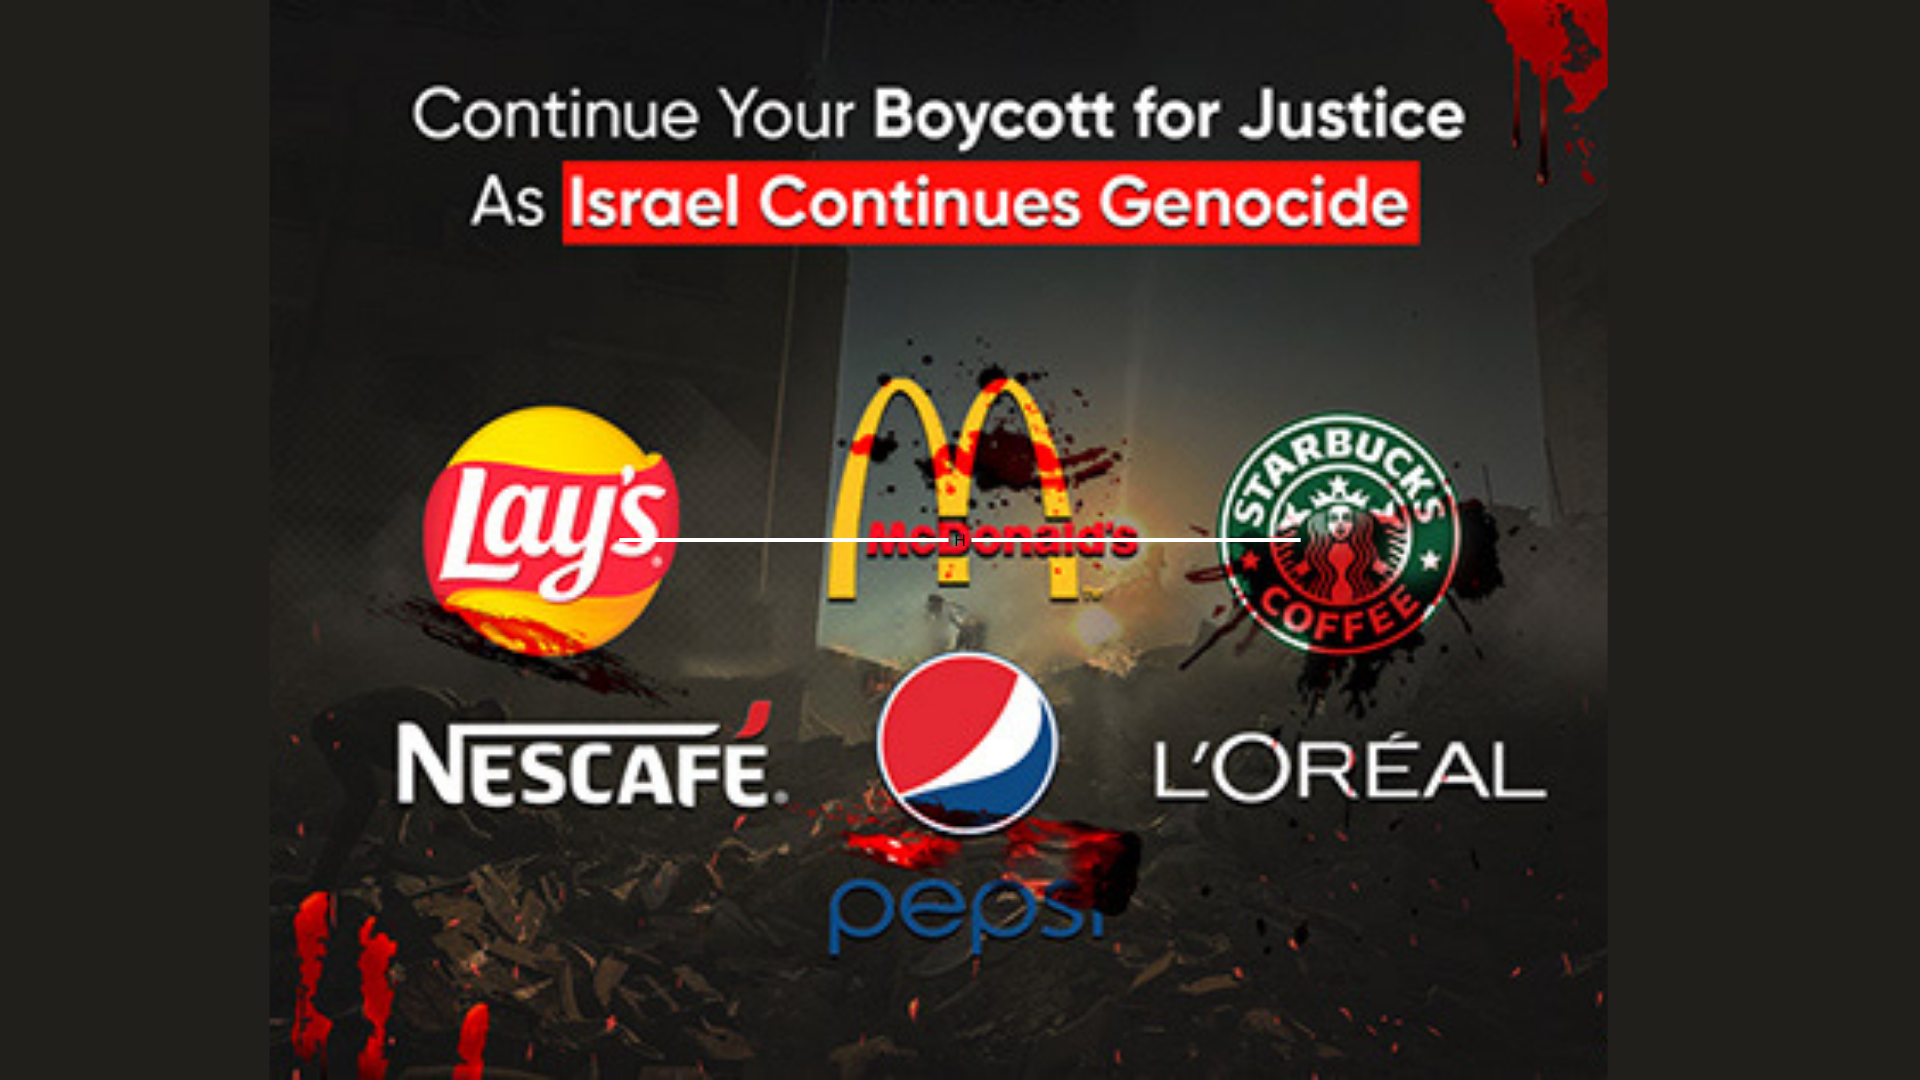 Continue Your Boycott for Justice
As Israel Continues Genocide
Lay's
McDonald's
STARBUCKS
COFFEE
H
NESCAFÉ
pepsi
L'ORÉAL